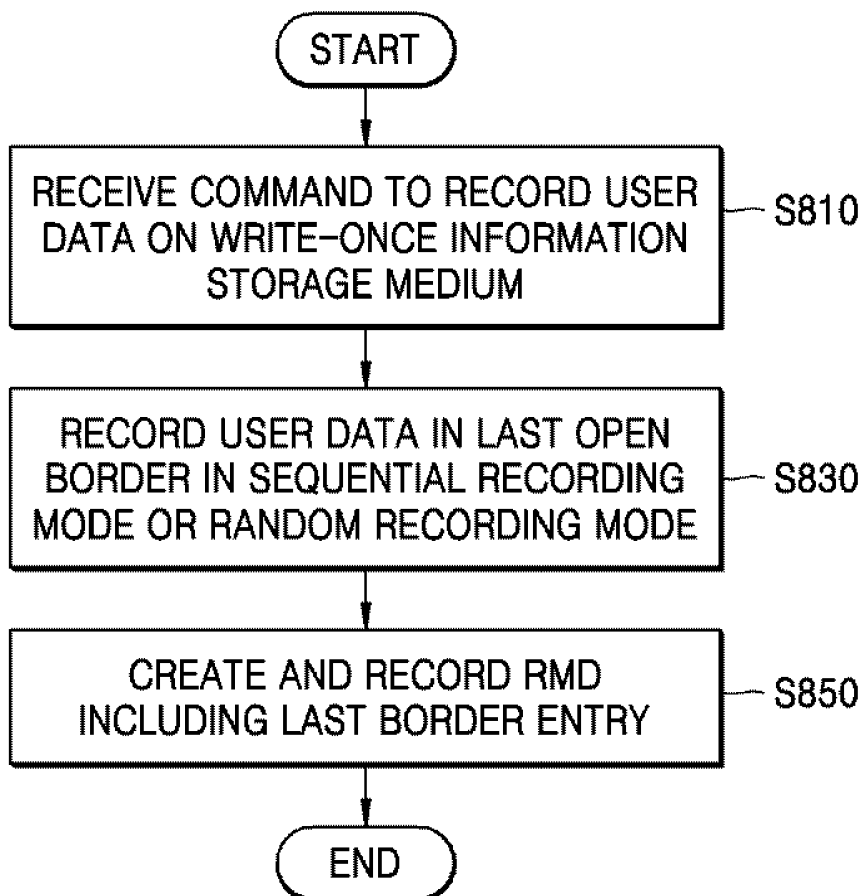 START
RECEIVE COMMAND TO RECORD USER
DATA ON WRITE-ONCE INFORMATION
STORAGE MEDIUM
S810
RECORD USER DATA IN LAST OPEN
BORDER IN SEQUENTIAL RECORDING
MODE OR RANDOM RECORDING MODE
S830
CREATE AND RECORD RMD
INCLUDING LAST BORDER ENTRY
S850
END